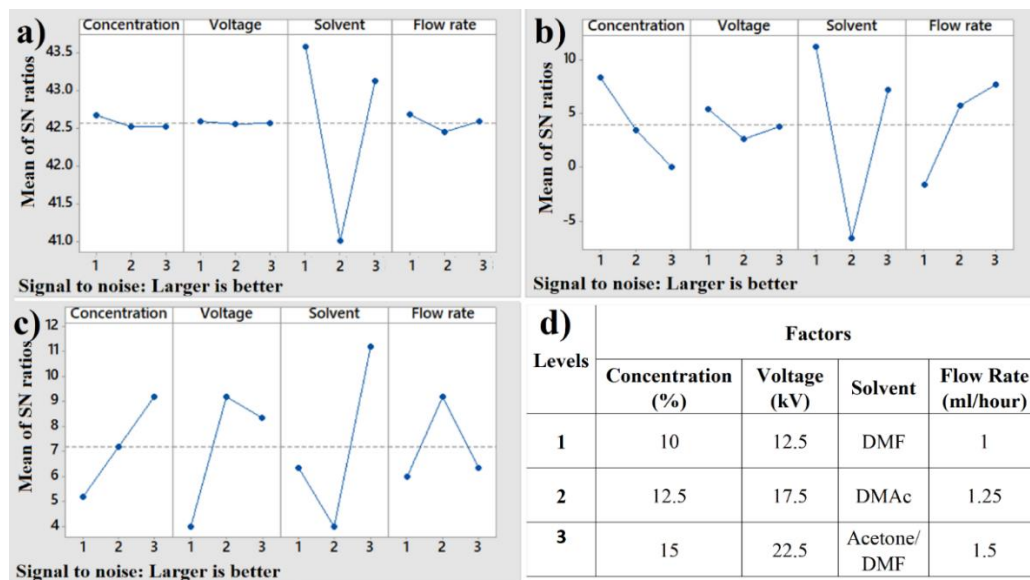 a)
Concentration Voltage Solvent Flow rate
43.5
43.0
42.5
42.0
41.5
41.0
Mean of SN ratios
1 2 3 1 2 3 1 2 3 1 2 3
Signal to noise: Larger is better
b)
Concentration Voltage Solvent Flow rate
10
5
0
-5
Mean of SN ratios
1 2 3 1 2 3 1 2 3 1 2 3
Signal to noise: Larger is better
c)
Concentration Voltage Solvent Flow rate
12
11
10
9
8
7
6
5
4
Mean of SN ratios
1 2 3 1 2 3 1 2 3 1 2 3
Signal to noise: Larger is better
d)
Levels
Factors
Concentration (%) Voltage (kV) Solvent Flow Rate (ml/hour)
1 10 12.5 DMF 1
2 12.5 17.5 DMAc 1.25
3 15 22.5 Acetone/ DMF 1.5